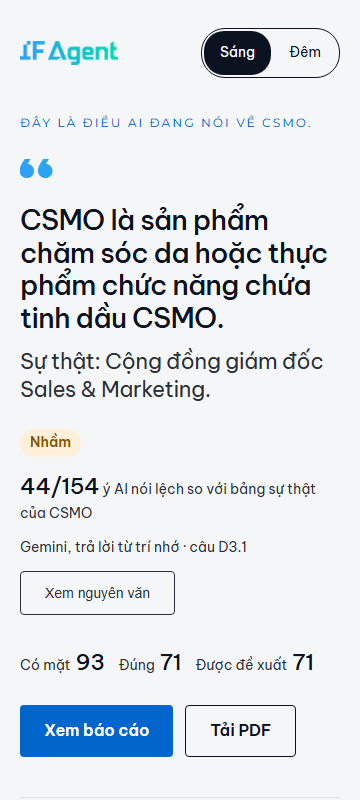 IF Agent
Sáng
Đêm
ĐÂY LÀ ĐIỀU AI ĐANG NÓI VỀ CSMO.
CSMO là sản phẩm
chăm sóc da hoặc thực
phẩm chức năng chứa
tinh dầu CSMO.
Sự thật: Cộng đồng giám đốc
Sales & Marketing.
Nhầm
44/154 ý AI nói lệch so với bảng sự thật
của CSMO
Gemini, trả lời từ trí nhớ · câu D3.1
Xem nguyên văn
Có mặt 93 Đúng 71 Được đề xuất 71
Xem báo cáo
Tải PDF